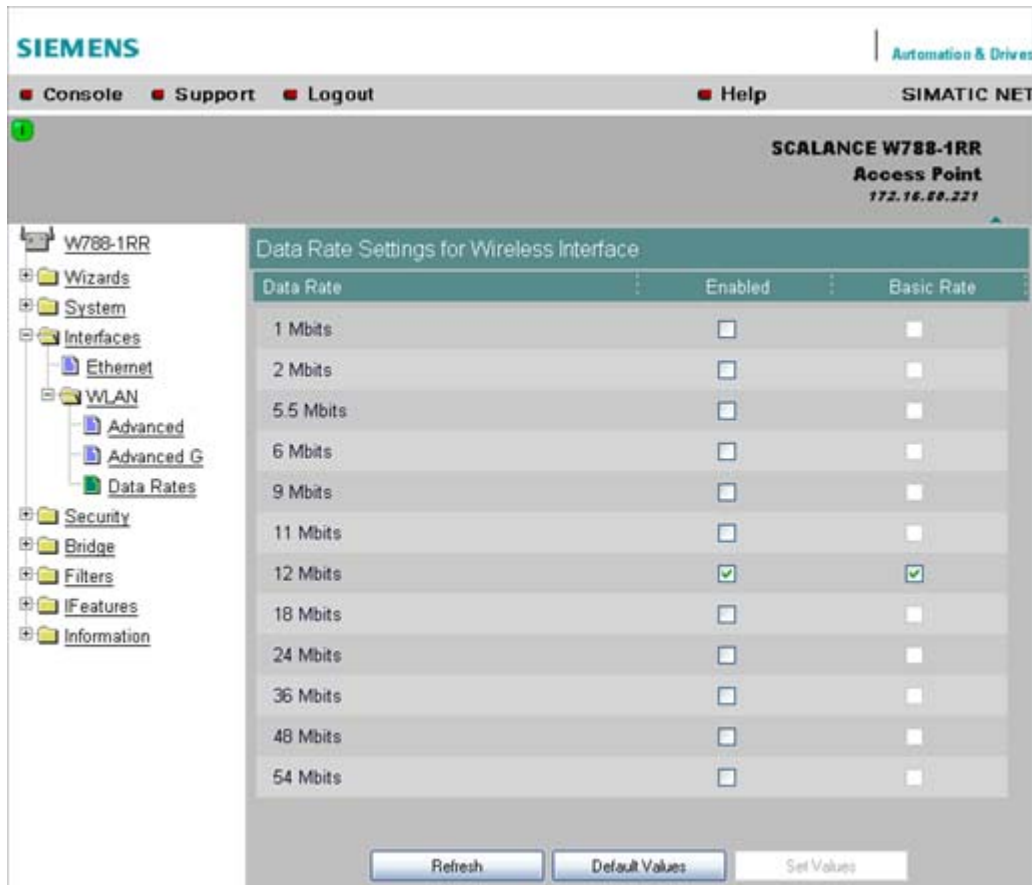 SIEMENS
Automation & Drives
Console Support Logout Help SIMATIC NET
SCALANCE W788-1RR
Access Point
172.16.88.221
W788-1RR
Wizards
System
Interfaces
Ethernet
WLAN
Advanced
Advanced G
Data Rates
Security
Bridge
Filters
IFeatures
Information
Data Rate Settings for Wireless Interface
Data Rate Enabled Basic Rate
1 Mbits
2 Mbits
5.5 Mbits
6 Mbits
9 Mbits
11 Mbits
12 Mbits
18 Mbits
24 Mbits
36 Mbits
48 Mbits
54 Mbits
Refresh Default Values Set Values